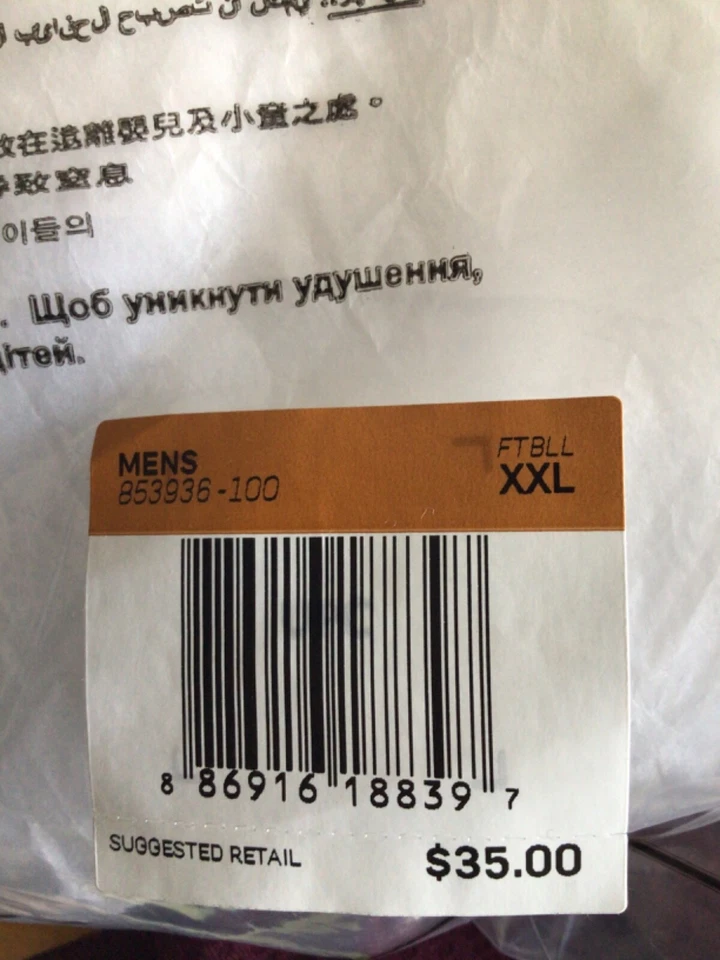 放在遠離嬰兒及小童之處。
導致窒息
이들의
. Щоб уникнути удушення,
дітей.
MENS
853936-100
FTBLL
XXL
8 86916 18839 7
SUGGESTED RETAIL $35.00